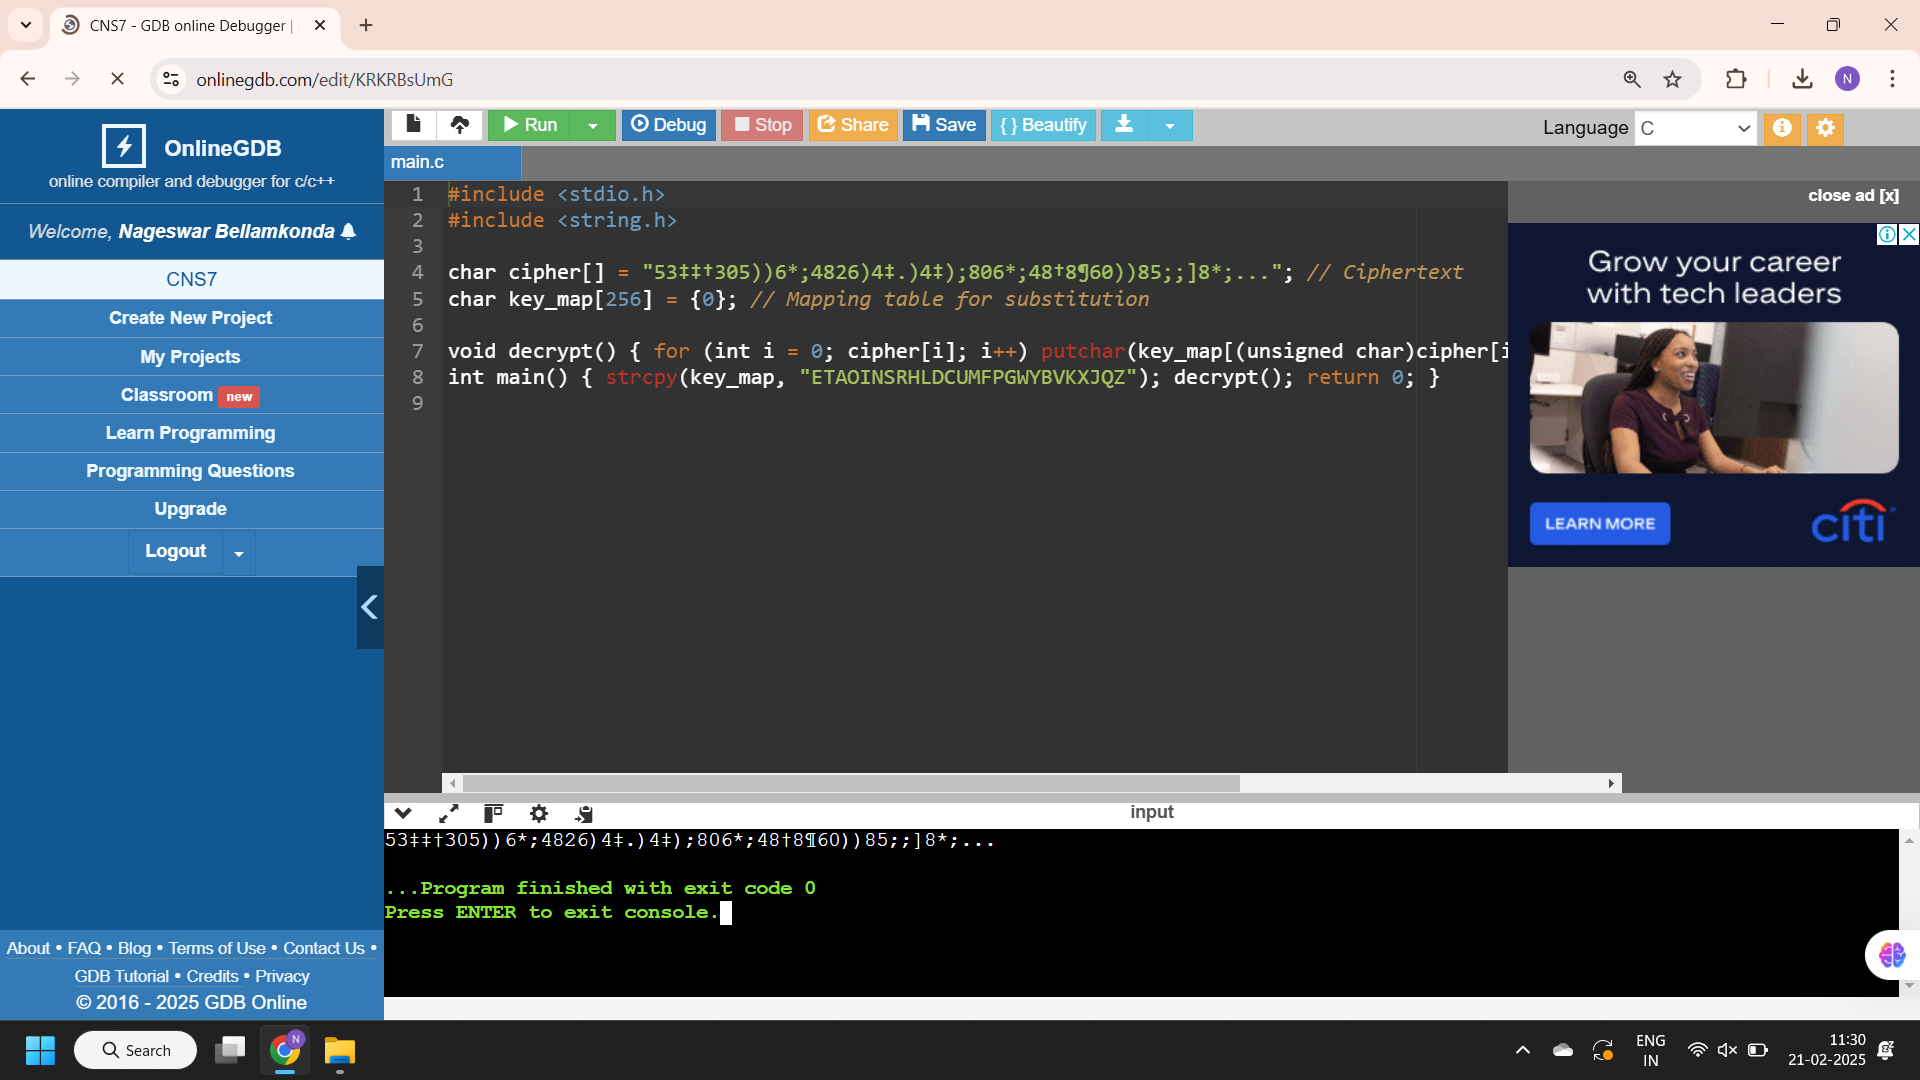 CNS7 - GDB online Debugger |
onlinegdb.com/edit/KRKRBsUmG
N
OnlineGDB
online compiler and debugger for c/c++
Welcome, Nageswar Bellamkonda
CNS7
Create New Project
My Projects
Classroom new
Learn Programming
Programming Questions
Upgrade
Logout
About • FAQ • Blog • Terms of Use • Contact Us •
GDB Tutorial • Credits • Privacy
© 2016 - 2025 GDB Online
Run Debug Stop Share Save { } Beautify
Language C
main.c
1 #include <stdio.h>
2 #include <string.h>
3
4 char cipher[] = "53‡‡†305))6*;4826)4‡.)4‡);806*;48†8¶60))85;;]8*;..."; // Ciphertext
5 char key_map[256] = {0}; // Mapping table for substitution
6
7 void decrypt() { for (int i = 0; cipher[i]; i++) putchar(key_map[(unsigned char)cipher[i
8 int main() { strcpy(key_map, "ETAOINSRHLDCUMFPGWYBVKXJQZ"); decrypt(); return 0; }
9
close ad [x]
Grow your career
with tech leaders
LEARN MORE
citi
input
53‡‡†305))6*;4826)4‡.)4‡);806*;48†8¶60))85;;]8*;...
...Program finished with exit code 0
Press ENTER to exit console.
Search
N
ENG
IN
11:30
21-02-2025